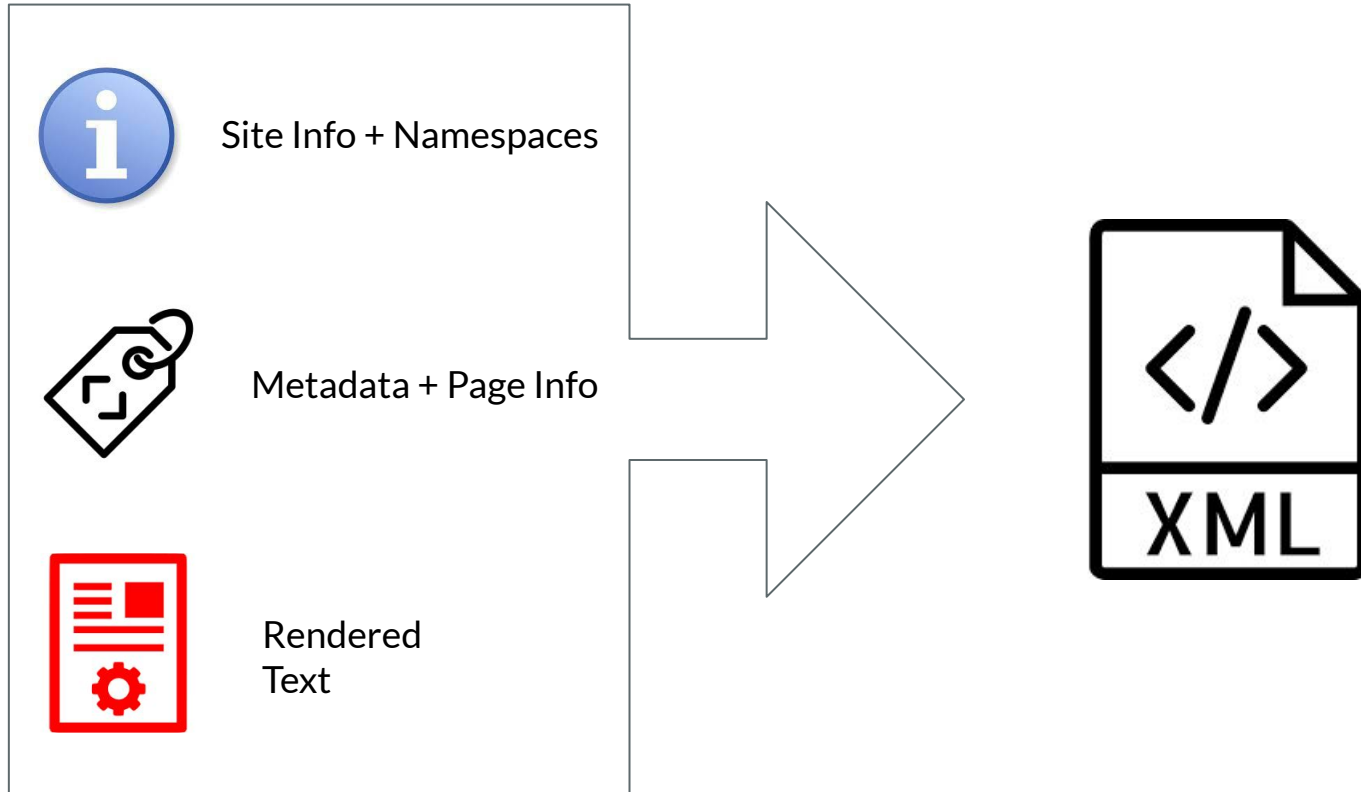 Site Info + Namespaces
Metadata + Page Info
Rendered
Text
</>
XML